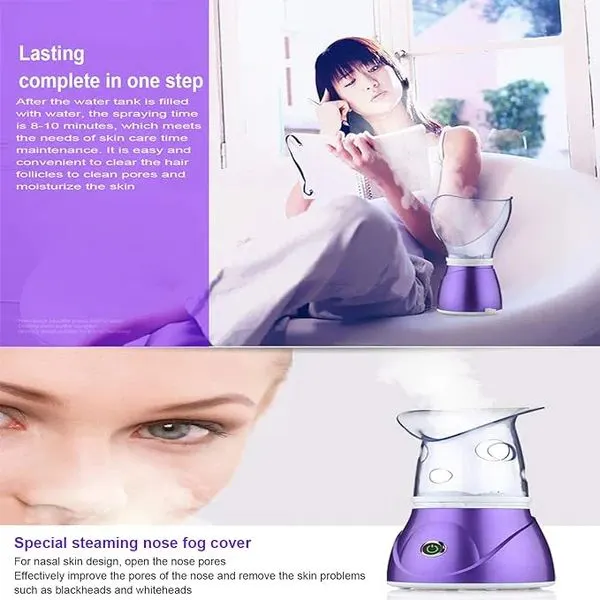 Lasting
complete in one step
After the water tank is filled
with water, the spraying time
is 8-10 minutes, which meets
the needs of skin care time
maintenance. It is easy and
convenient to clear the hair
follicles to clean pores and
moisturize the skin
Special steaming nose fog cover
For nasal skin design, open the nose pores
Effectively improve the pores of the nose and remove the skin problems
such as blackheads and whiteheads